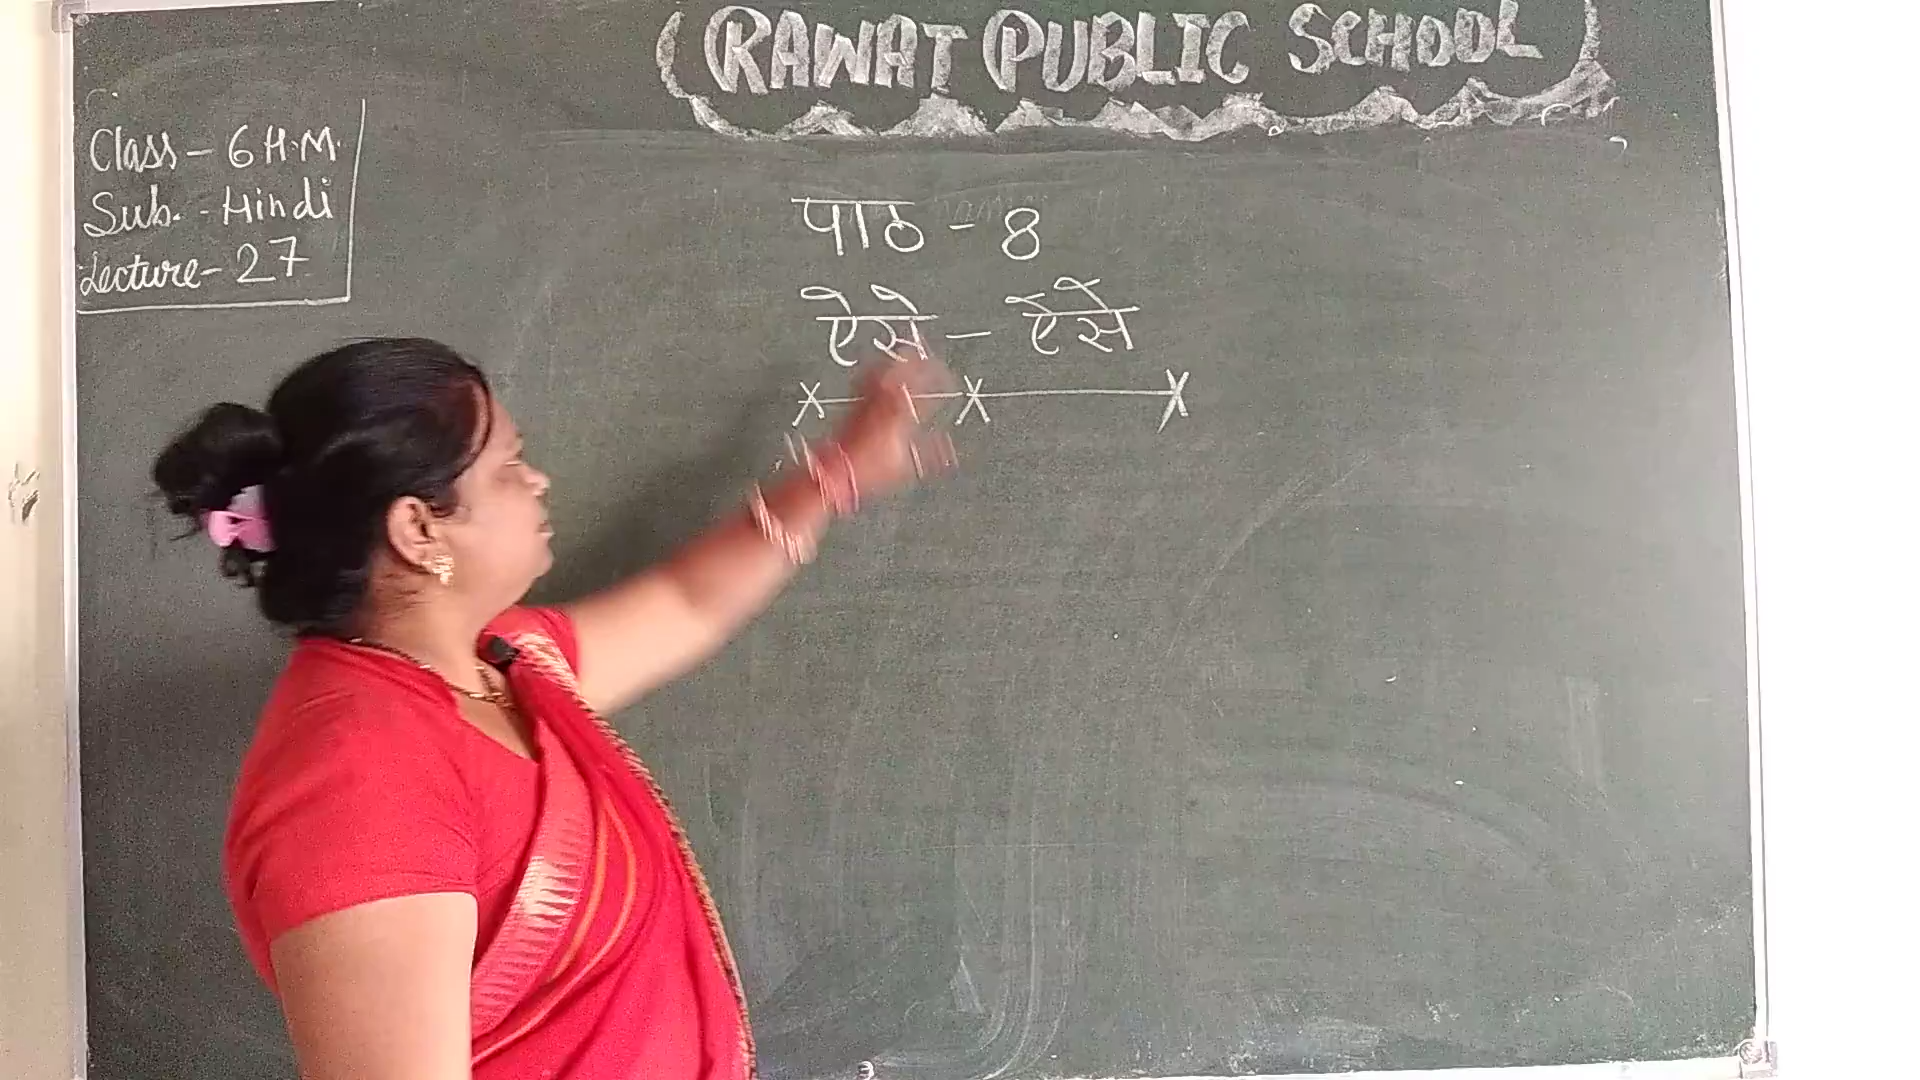 RAWAT PUBLIC SCHOOL
Class - 6 H.M.
Sub. - Hindi
Lecture - 27
पाठ - 8
ऐसे - ऐसे